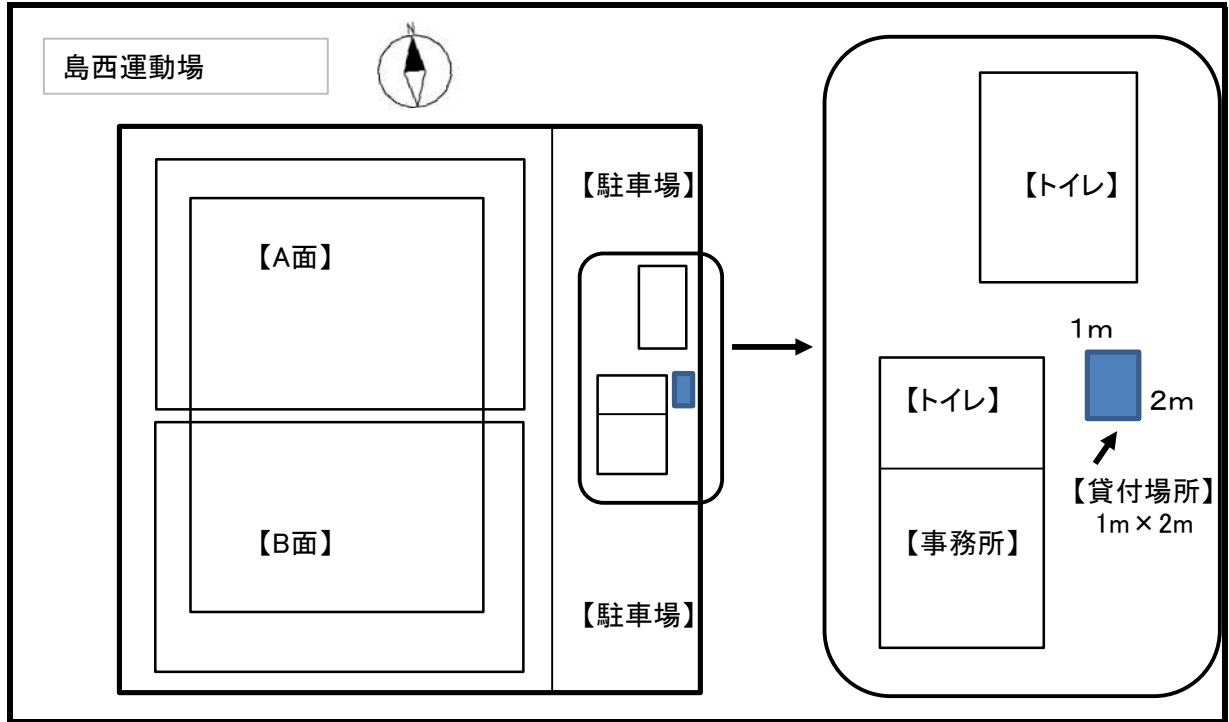 島西運動場
N
【駐車場】
【A面】
【B面】
【駐車場】
【トイレ】
1m
2m
【トイレ】
【貸付場所】
1m×2m
【事務所】